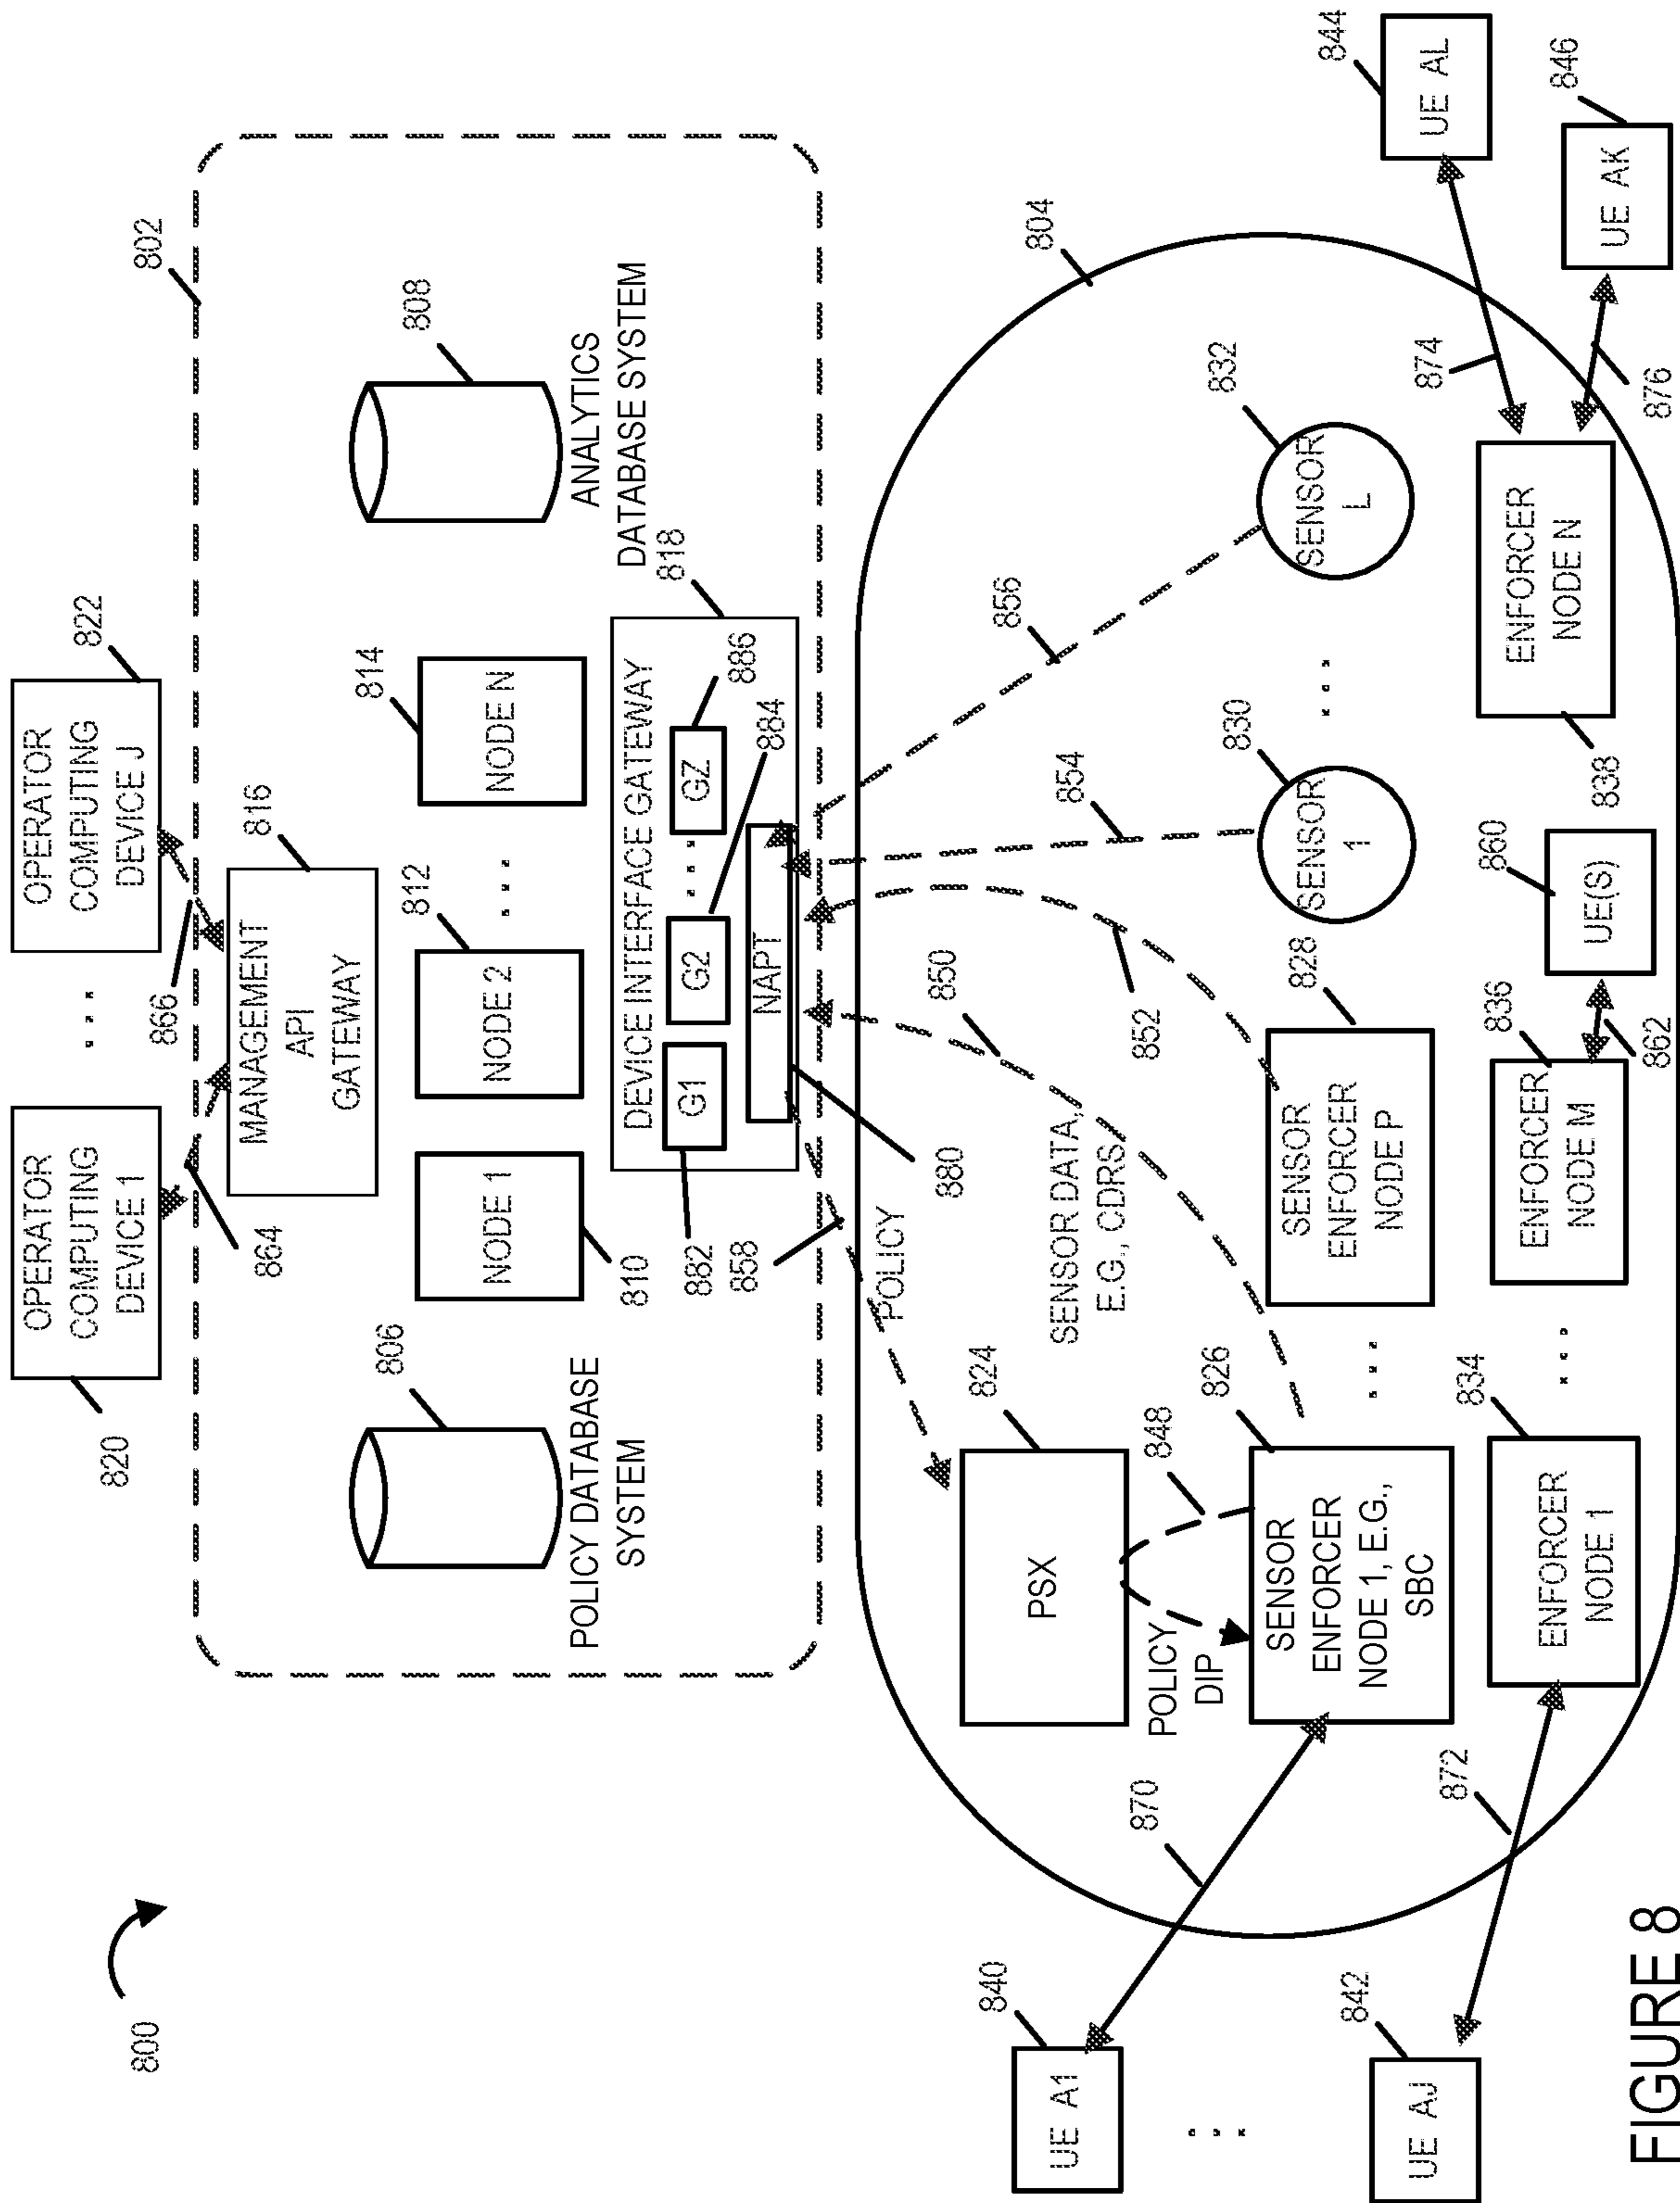 800
OPERATOR
COMPUTING
DEVICE 1
820
. . .
OPERATOR
COMPUTING
DEVICE J
822
864
866
802
MANAGEMENT
API
GATEWAY
816
806
POLICY DATABASE
SYSTEM
NODE 1
810
NODE 2
812
. . .
NODE N
814
808
ANALYTICS
DATABASE SYSTEM
818
DEVICE INTERFACE GATEWAY
G1
882
G2
884
. . .
GZ
886
NAPT
880
858
POLICY
804
PSX
824
POLICY
DIP
848
SENSOR DATA,
E.G., CDRS
850
852
854
856
SENSOR
ENFORCER
NODE 1, E.G.,
SBC
826
. . .
SENSOR
ENFORCER
NODE P
828
SENSOR
1
830
. . .
SENSOR
L
832
ENFORCER
NODE 1
834
. . .
ENFORCER
NODE M
836
862
UE(S)
860
ENFORCER
NODE N
838
UE A1
840
870
. . .
UE AJ
842
872
UE AL
844
874
UE AK
846
876
FIGURE 8